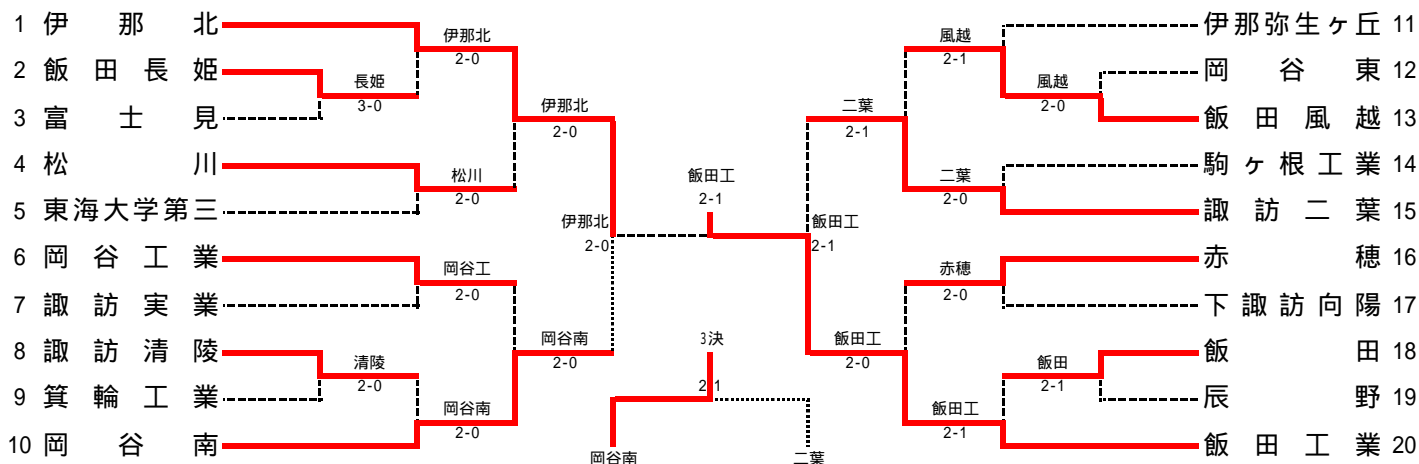 1 伊那北
2 飯田長姫
3 富士見
4 松川
5 東海大学第三
6 岡谷工業
7 諏訪実業
8 諏訪清陵
9 箕輪工業
10 岡谷南
長姫
3-0
清陵
2-0
伊那北
2-0
松川
2-0
岡谷工
2-0
岡谷南
2-0
伊那北
2-0
岡谷南
2-0
伊那北
2-0
飯田工
2-1
3決
2-1
岡谷南
二葉
飯田工
2-1
二葉
2-1
飯田工
2-0
風越
2-1
二葉
2-0
赤穂
2-0
飯田工
2-1
風越
2-0
飯田
2-1
伊那弥生ヶ丘 11
岡谷東 12
飯田風越 13
駒ヶ根工業 14
諏訪二葉 15
赤穂 16
下諏訪向陽 17
飯田 18
辰野 19
飯田工業 20